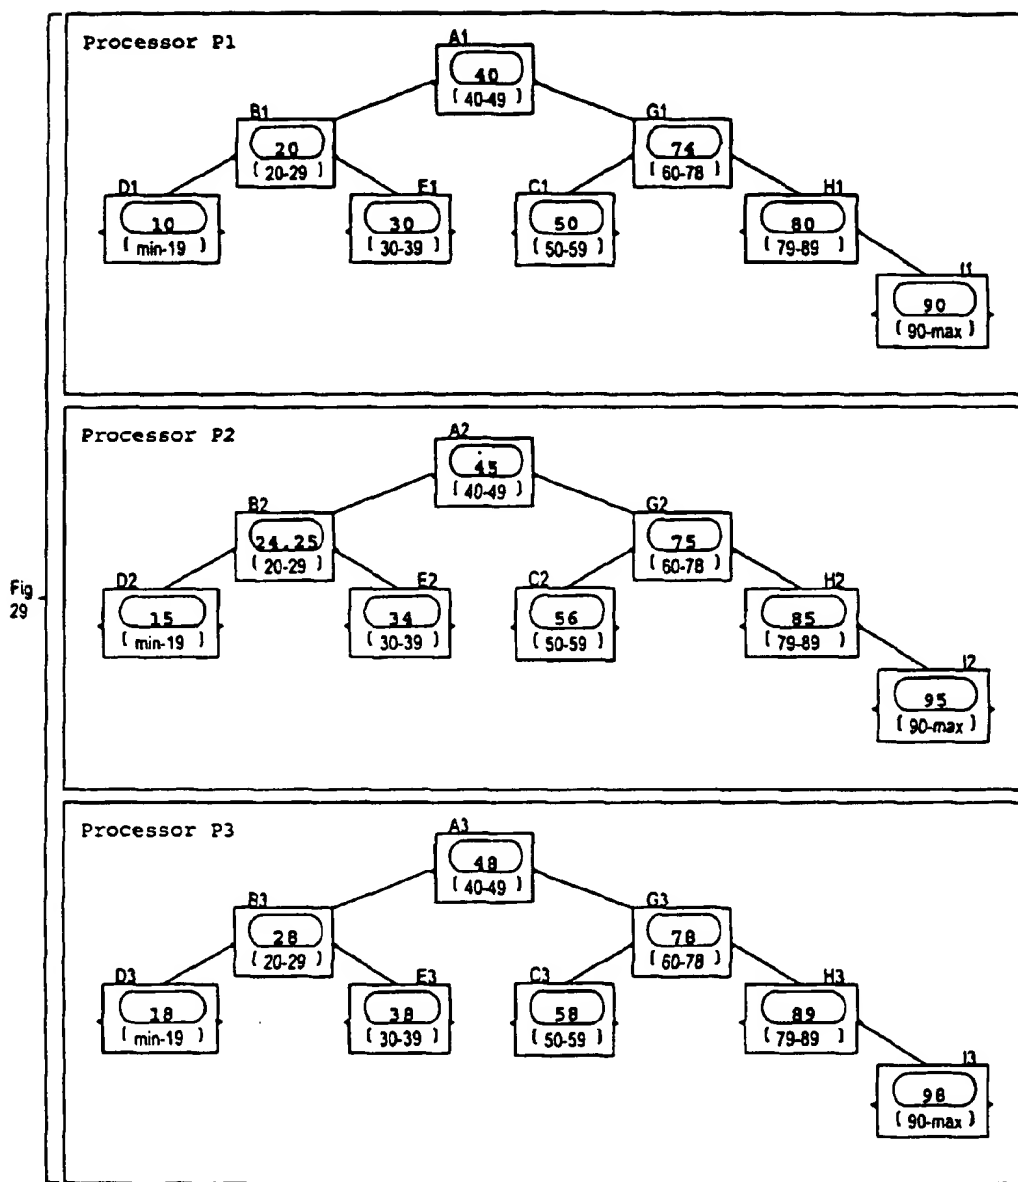 Processor P1
A1
40
( 40-49 )
B1
20
( 20-29 )
G1
74
( 60-78 )
D1
10
( min-19 )
E1
30
( 30-39 )
C1
50
( 50-59 )
H1
80
( 79-89 )
I1
90
( 90-max )
Fig
29
Processor P2
A2
45
( 40-49 )
B2
24,25
( 20-29 )
G2
75
( 60-78 )
D2
15
( min-19 )
E2
34
( 30-39 )
C2
56
( 50-59 )
H2
85
( 79-89 )
I2
95
( 90-max )
Processor P3
A3
48
( 40-49 )
B3
28
( 20-29 )
G3
78
( 60-78 )
D3
18
( min-19 )
E3
38
( 30-39 )
C3
58
( 50-59 )
H3
89
( 79-89 )
I3
98
( 90-max )